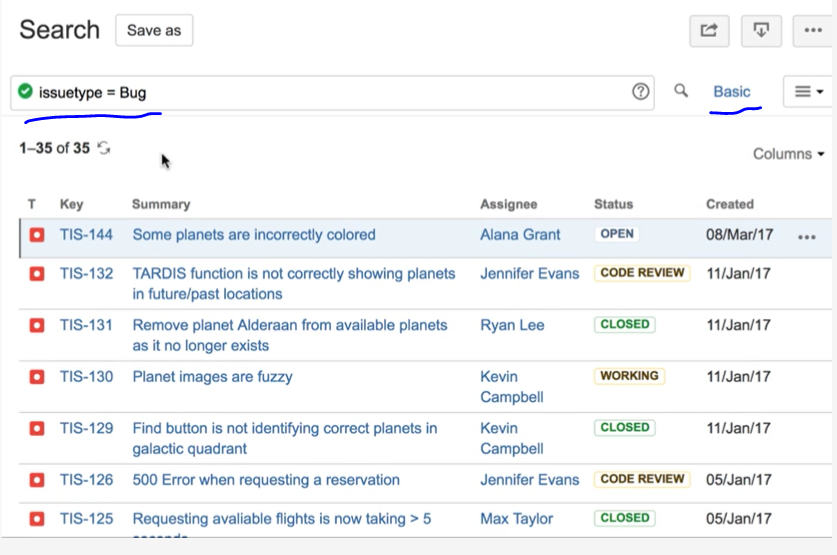 Search Save as
issuetype = Bug Basic
1–35 of 35
Columns
T Key Summary Assignee Status Created
TIS-144 Some planets are incorrectly colored Alana Grant OPEN 08/Mar/17
TIS-132 TARDIS function is not correctly showing planets Jennifer Evans CODE REVIEW 11/Jan/17
in future/past locations
TIS-131 Remove planet Alderaan from available planets Ryan Lee CLOSED 11/Jan/17
as it no longer exists
TIS-130 Planet images are fuzzy Kevin WORKING 11/Jan/17
Campbell
TIS-129 Find button is not identifying correct planets in Kevin CLOSED 11/Jan/17
galactic quadrant Campbell
TIS-126 500 Error when requesting a reservation Jennifer Evans CODE REVIEW 05/Jan/17
TIS-125 Requesting avaliable flights is now taking > 5 Max Taylor CLOSED 05/Jan/17